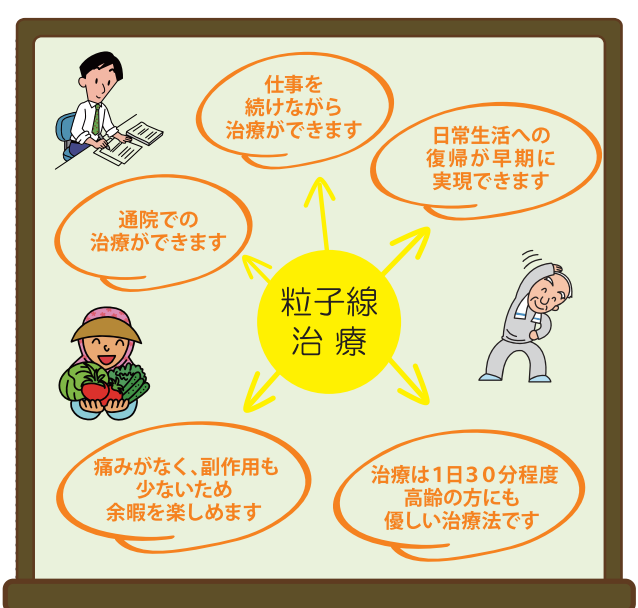 仕事を
続けながら
治療ができます
日常生活への
復帰が早期に
実現できます
通院での
治療ができます
粒子線
治療
痛みがなく、副作用も
少ないため
余暇を楽しめます
治療は1日30分程度
高齢の方にも
優しい治療法です